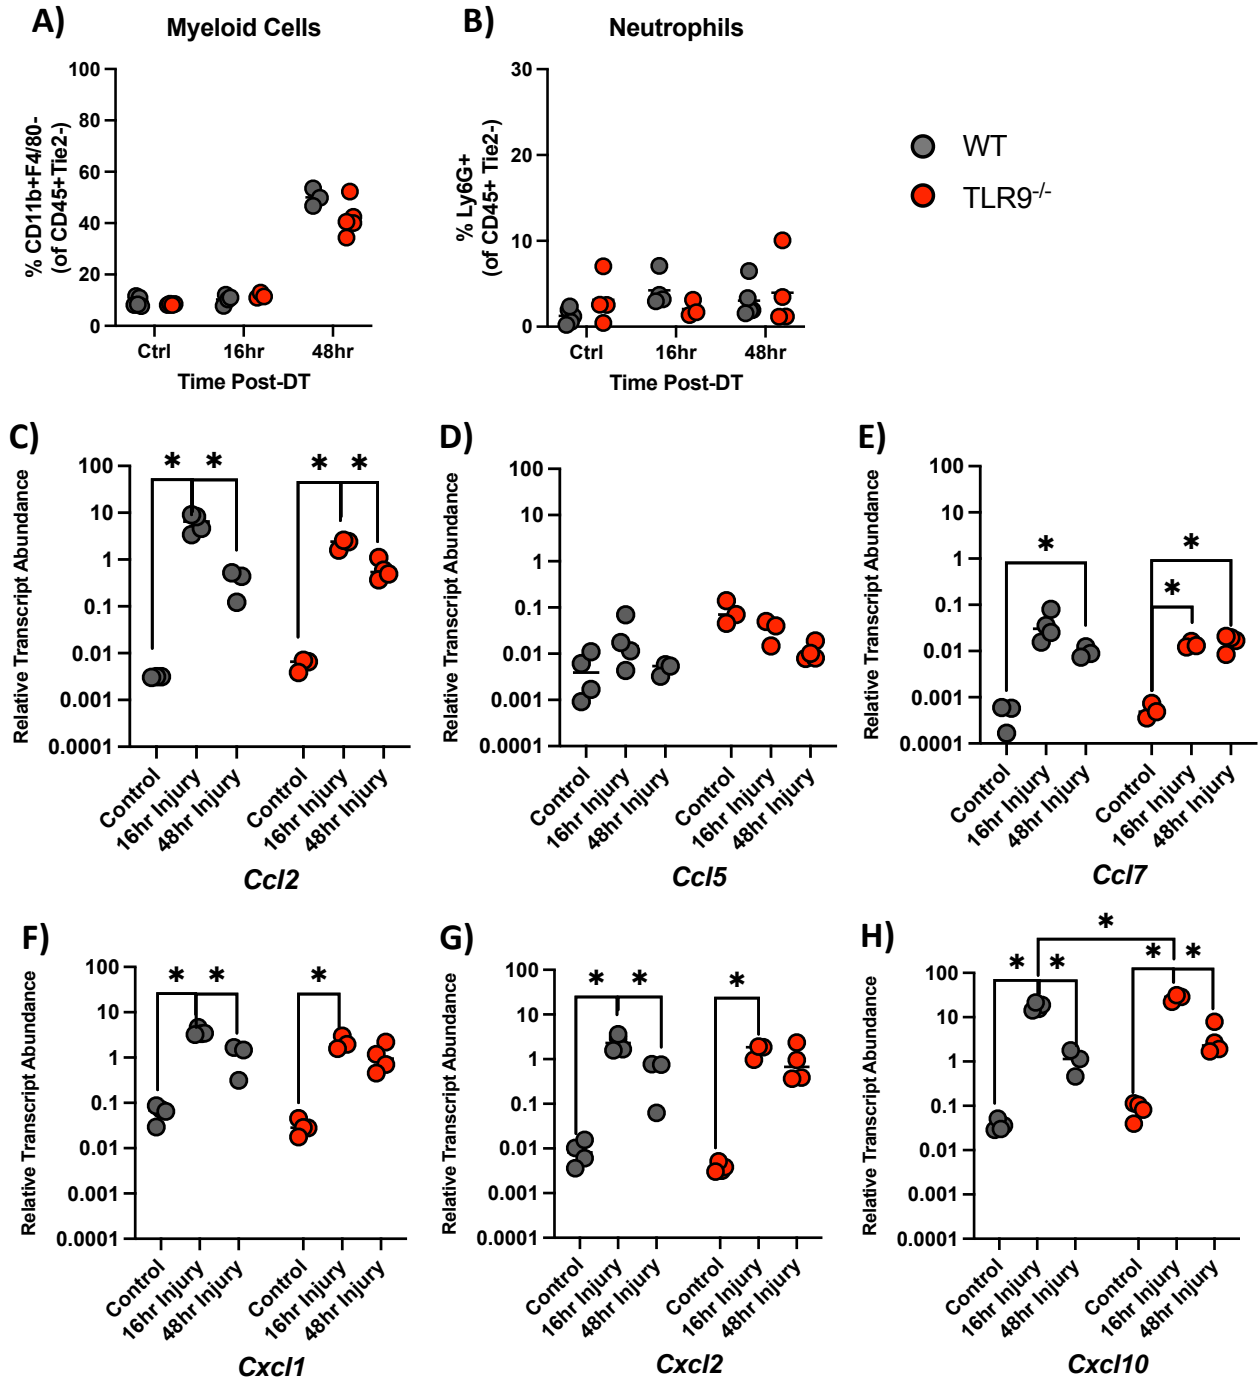 A)
Myeloid Cells
% CD11b+F4/80-
(of CD45+Tie2-)
100
80
60
40
20
0
Ctrl
16hr
48hr
Time Post-DT
B)
Neutrophils
% Ly6G+
(of CD45+ Tie2-)
30
20
10
0
Ctrl
16hr
48hr
Time Post-DT
WT
TLR9-/-
C)
Relative Transcript Abundance
100
10
1
0.1
0.01
0.001
0.0001
* * * *
Control
16hr Injury
48hr Injury
Control
16hr Injury
48hr Injury
Ccl2
D)
Relative Transcript Abundance
100
10
1
0.1
0.01
0.001
0.0001
Control
16hr Injury
48hr Injury
Control
16hr Injury
48hr Injury
Ccl5
E)
Relative Transcript Abundance
100
10
1
0.1
0.01
0.001
0.0001
* * *
Control
16hr Injury
48hr Injury
Control
16hr Injury
48hr Injury
Ccl7
F)
Relative Transcript Abundance
100
10
1
0.1
0.01
0.001
0.0001
* * *
Control
16hr Injury
48hr Injury
Control
16hr Injury
48hr Injury
Cxcl1
G)
Relative Transcript Abundance
100
10
1
0.1
0.01
0.001
0.0001
* * *
Control
16hr Injury
48hr Injury
Control
16hr Injury
48hr Injury
Cxcl2
H)
Relative Transcript Abundance
100
10
1
0.1
0.01
0.001
0.0001
*
* * * *
Control
16hr Injury
48hr Injury
Control
16hr Injury
48hr Injury
Cxcl10